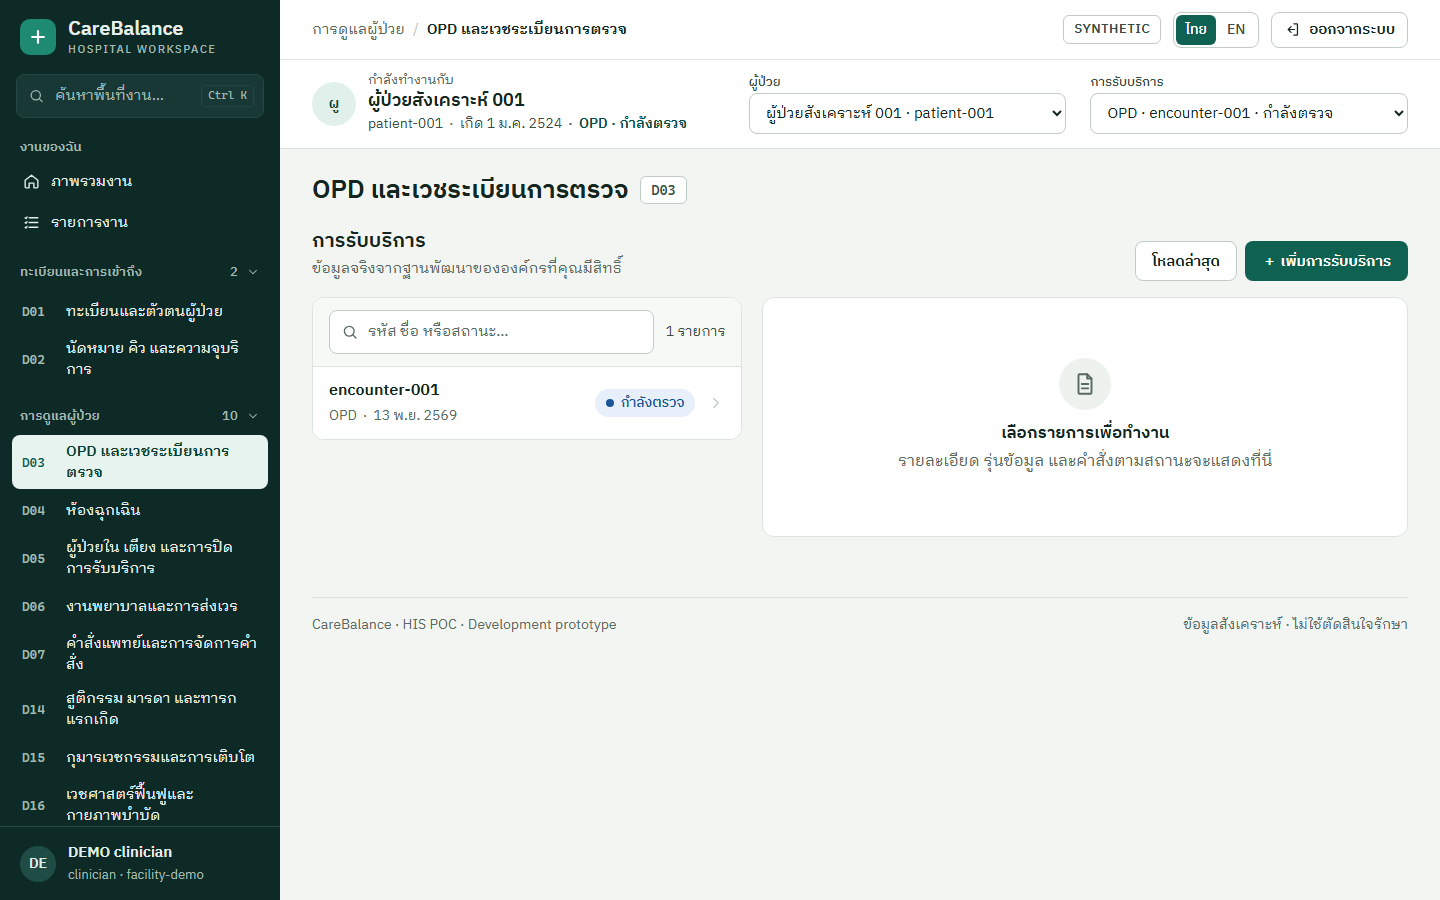 CareBalance
HOSPITAL WORKSPACE
ค้นหาพื้นที่งาน...
Ctrl K
งานของฉัน
ภาพรวมงาน
รายการงาน
ทะเบียนและการเข้าถึง 2
D01 ทะเบียนและตัวตนผู้ป่วย
D02 นัดหมาย คิว และความจุบริ
การ
การดูแลผู้ป่วย 10
D03 OPD และเวชระเบียนการ
ตรวจ
D04 ห้องฉุกเฉิน
D05 ผู้ป่วยใน เตียง และการปิด
การรับบริการ
D06 งานพยาบาลและการส่งเวร
D07 คำสั่งแพทย์และการจัดการคำ
สั่ง
D14 สูติกรรม มารดา และทารก
แรกเกิด
D15 กุมารเวชกรรมและการเติบโต
D16 เวชศาสตร์ฟื้นฟูและ
กายภาพบำบัด
DE DEMO clinician
clinician · facility-demo
การดูแลผู้ป่วย / OPD และเวชระเบียนการตรวจ
SYNTHETIC ไทย EN ออกจากระบบ
ผู้
กำลังทำงานกับ
ผู้ป่วยสังเคราะห์ 001
patient-001 · เกิด 1 ม.ค. 2524 · OPD · กำลังตรวจ
ผู้ป่วย
ผู้ป่วยสังเคราะห์ 001 · patient-001
การรับบริการ
OPD · encounter-001 · กำลังตรวจ
OPD และเวชระเบียนการตรวจ D03
การรับบริการ
ข้อมูลจริงจากฐานพัฒนาขององค์กรที่คุณมีสิทธิ์
โหลดล่าสุด + เพิ่มการรับบริการ
รหัส ชื่อ หรือสถานะ... 1 รายการ
encounter-001
OPD · 13 พ.ย. 2569
กำลังตรวจ
เลือกรายการเพื่อทำงาน
รายละเอียด รุ่นข้อมูล และคำสั่งตามสถานะจะแสดงที่นี่
CareBalance · HIS POC · Development prototype
ข้อมูลสังเคราะห์ · ไม่ใช้ตัดสินใจรักษา